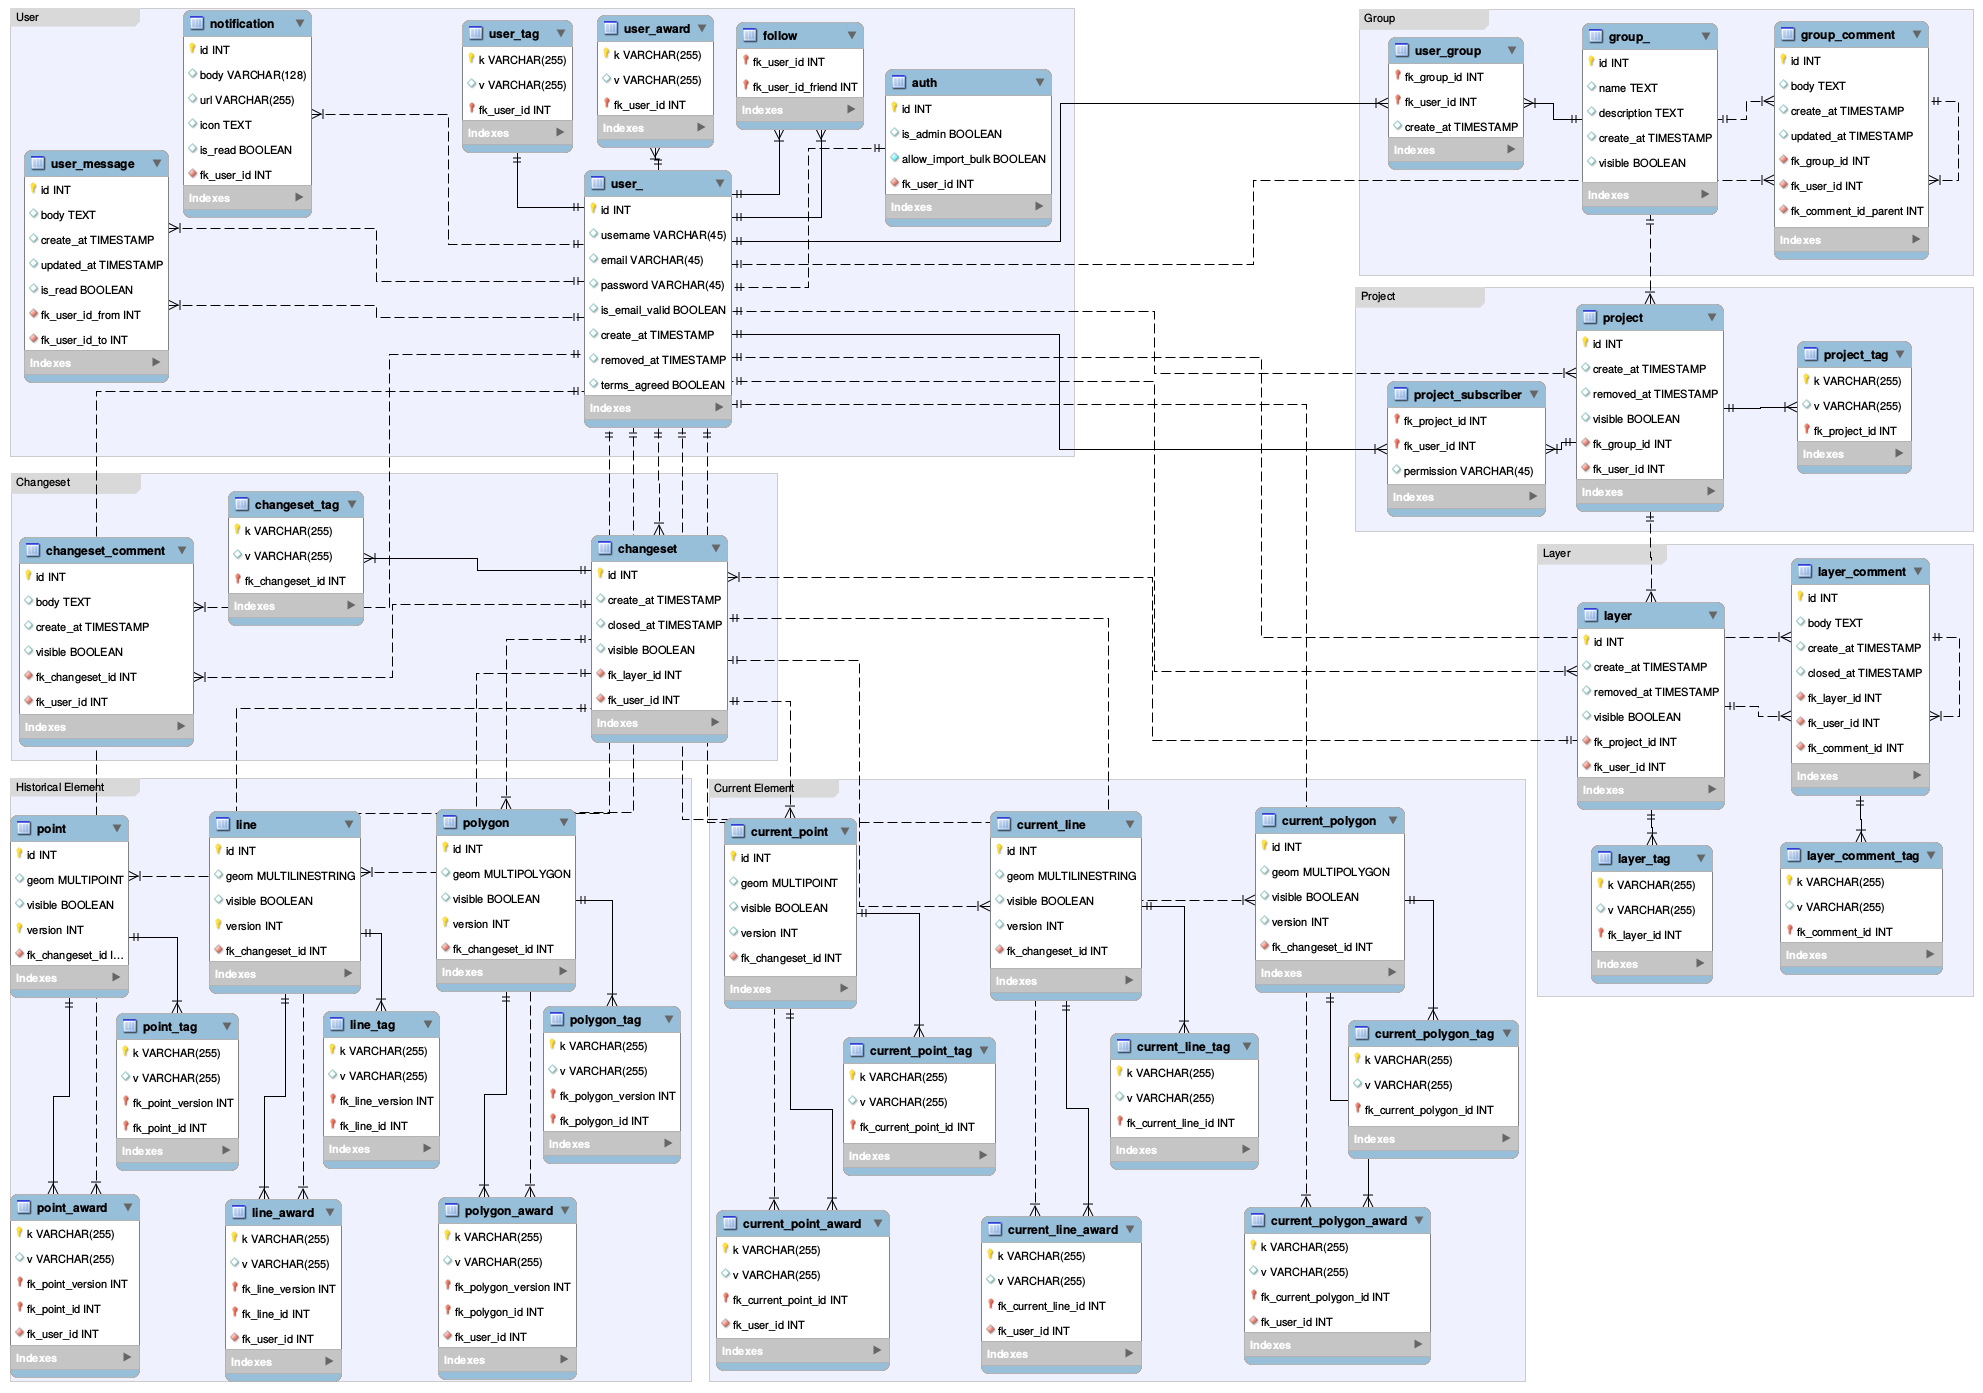 User
notification
id INT
body VARCHAR(128)
url VARCHAR(255)
icon TEXT
is_read BOOLEAN
fk_user_id INT
Indexes
user_tag
k VARCHAR(255)
v VARCHAR(255)
fk_user_id INT
Indexes
user_award
k VARCHAR(255)
v VARCHAR(255)
fk_user_id INT
Indexes
follow
fk_user_id INT
fk_user_id_friend INT
Indexes
auth
id INT
is_admin BOOLEAN
allow_import_bulk BOOLEAN
fk_user_id INT
Indexes
user_message
id INT
body TEXT
create_at TIMESTAMP
updated_at TIMESTAMP
is_read BOOLEAN
fk_user_id_from INT
fk_user_id_to INT
Indexes
user_
id INT
username VARCHAR(45)
email VARCHAR(45)
password VARCHAR(45)
is_email_valid BOOLEAN
create_at TIMESTAMP
removed_at TIMESTAMP
terms_agreed BOOLEAN
Indexes
Group
user_group
fk_group_id INT
fk_user_id INT
create_at TIMESTAMP
Indexes
group_
id INT
name TEXT
description TEXT
create_at TIMESTAMP
visible BOOLEAN
Indexes
group_comment
id INT
body TEXT
create_at TIMESTAMP
updated_at TIMESTAMP
fk_group_id INT
fk_user_id INT
fk_comment_id_parent INT
Indexes
Project
project
id INT
create_at TIMESTAMP
removed_at TIMESTAMP
visible BOOLEAN
fk_group_id INT
fk_user_id INT
Indexes
project_tag
k VARCHAR(255)
v VARCHAR(255)
fk_project_id INT
Indexes
project_subscriber
fk_project_id INT
fk_user_id INT
permission VARCHAR(45)
Indexes
Changeset
changeset_tag
k VARCHAR(255)
v VARCHAR(255)
fk_changeset_id INT
Indexes
changeset_comment
id INT
body TEXT
create_at TIMESTAMP
visible BOOLEAN
fk_changeset_id INT
fk_user_id INT
Indexes
changeset
id INT
create_at TIMESTAMP
closed_at TIMESTAMP
visible BOOLEAN
fk_layer_id INT
fk_user_id INT
Indexes
Layer
layer
id INT
create_at TIMESTAMP
removed_at TIMESTAMP
visible BOOLEAN
fk_project_id INT
fk_user_id INT
Indexes
layer_comment
id INT
body TEXT
create_at TIMESTAMP
closed_at TIMESTAMP
fk_layer_id INT
fk_user_id INT
fk_comment_id INT
Indexes
layer_tag
k VARCHAR(255)
v VARCHAR(255)
fk_layer_id INT
Indexes
layer_comment_tag
k VARCHAR(255)
v VARCHAR(255)
fk_comment_id INT
Indexes
Historical Element
point
id INT
geom MULTIPOINT
visible BOOLEAN
version INT
fk_changeset_id I...
Indexes
line
id INT
geom MULTILINESTRING
visible BOOLEAN
version INT
fk_changeset_id INT
Indexes
polygon
id INT
geom MULTIPOLYGON
visible BOOLEAN
version INT
fk_changeset_id INT
Indexes
point_tag
k VARCHAR(255)
v VARCHAR(255)
fk_point_version INT
fk_point_id INT
Indexes
line_tag
k VARCHAR(255)
v VARCHAR(255)
fk_line_version INT
fk_line_id INT
Indexes
polygon_tag
k VARCHAR(255)
v VARCHAR(255)
fk_polygon_version INT
fk_polygon_id INT
Indexes
point_award
k VARCHAR(255)
v VARCHAR(255)
fk_point_version INT
fk_point_id INT
fk_user_id INT
Indexes
line_award
k VARCHAR(255)
v VARCHAR(255)
fk_line_version INT
fk_line_id INT
fk_user_id INT
Indexes
polygon_award
k VARCHAR(255)
v VARCHAR(255)
fk_polygon_version INT
fk_polygon_id INT
fk_user_id INT
Indexes
Current Element
current_point
id INT
geom MULTIPOINT
visible BOOLEAN
version INT
fk_changeset_id INT
Indexes
current_line
id INT
geom MULTILINESTRING
visible BOOLEAN
version INT
fk_changeset_id INT
Indexes
current_polygon
id INT
geom MULTIPOLYGON
visible BOOLEAN
version INT
fk_changeset_id INT
Indexes
current_point_tag
k VARCHAR(255)
v VARCHAR(255)
fk_current_point_id INT
Indexes
current_line_tag
k VARCHAR(255)
v VARCHAR(255)
fk_current_line_id INT
Indexes
current_polygon_tag
k VARCHAR(255)
v VARCHAR(255)
fk_current_polygon_id INT
Indexes
current_point_award
k VARCHAR(255)
v VARCHAR(255)
fk_current_point_id INT
fk_user_id INT
Indexes
current_line_award
k VARCHAR(255)
v VARCHAR(255)
fk_current_line_id INT
fk_user_id INT
Indexes
current_polygon_award
k VARCHAR(255)
v VARCHAR(255)
fk_current_polygon_id INT
fk_user_id INT
Indexes